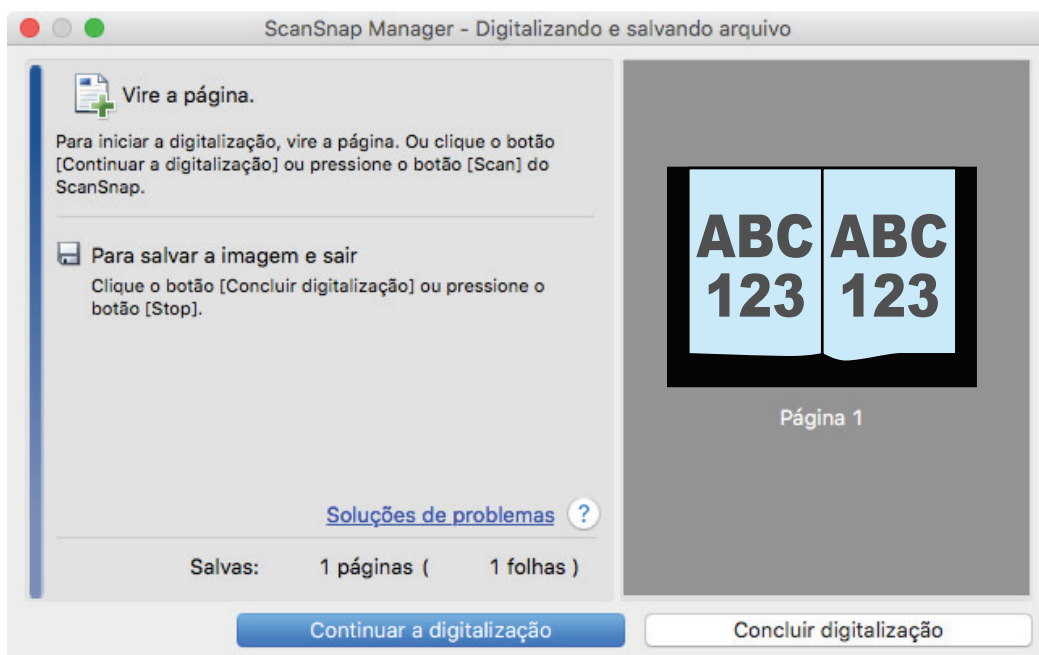 ScanSnap Manager - Digitalizando e salvando arquivo
Vire a página.
Para iniciar a digitalização, vire a página. Ou clique o botão
[Continuar a digitalização] ou pressione o botão [Scan] do
ScanSnap.
Para salvar a imagem e sair
Clique o botão [Concluir digitalização] ou pressione o
botão [Stop].
Soluções de problemas ?
Salvas: 1 páginas ( 1 folhas )
ABC ABC
123 123
Página 1
Continuar a digitalização
Concluir digitalização